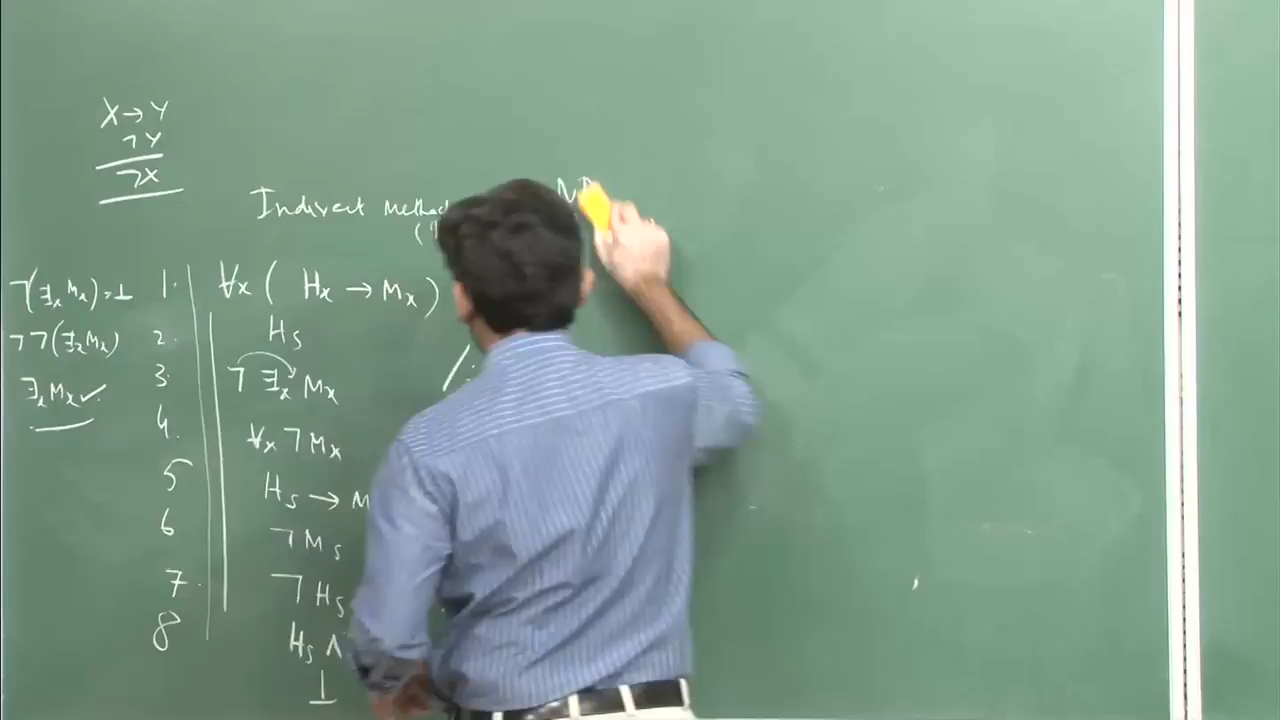 X → Y
¬Y
¬X
Indirect Method
¬(∃x Mx) = ⊥
¬¬(∃x Mx)
∃x Mx ✓
1. ∀x ( Hx → Mx )
2. Hs
3. ¬ ∃x Mx
4. ∀x ¬Mx
5 Hs → M
6 ¬Ms
7. ¬Hs
8 Hs ∧
⊥